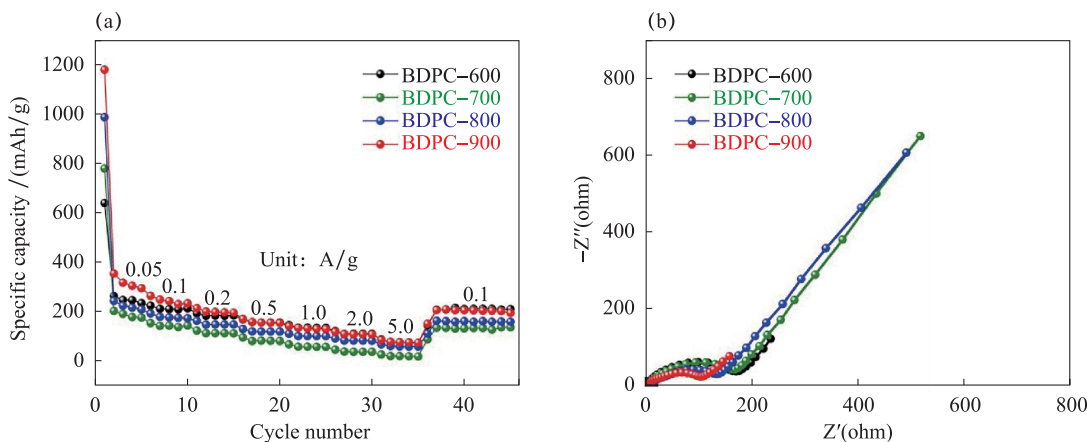 (a)
Specific capacity /(mAh/g)
1200
1000
800
600
400
200
0
BDPC-600
BDPC-700
BDPC-800
BDPC-900
Unit: A/g
0.05
0.1
0.2
0.5
1.0
2.0
5.0
0.1
0
10
20
30
40
Cycle number
(b)
-Z″(ohm)
800
600
400
200
0
BDPC-600
BDPC-700
BDPC-800
BDPC-900
0
200
400
600
800
Z′(ohm)